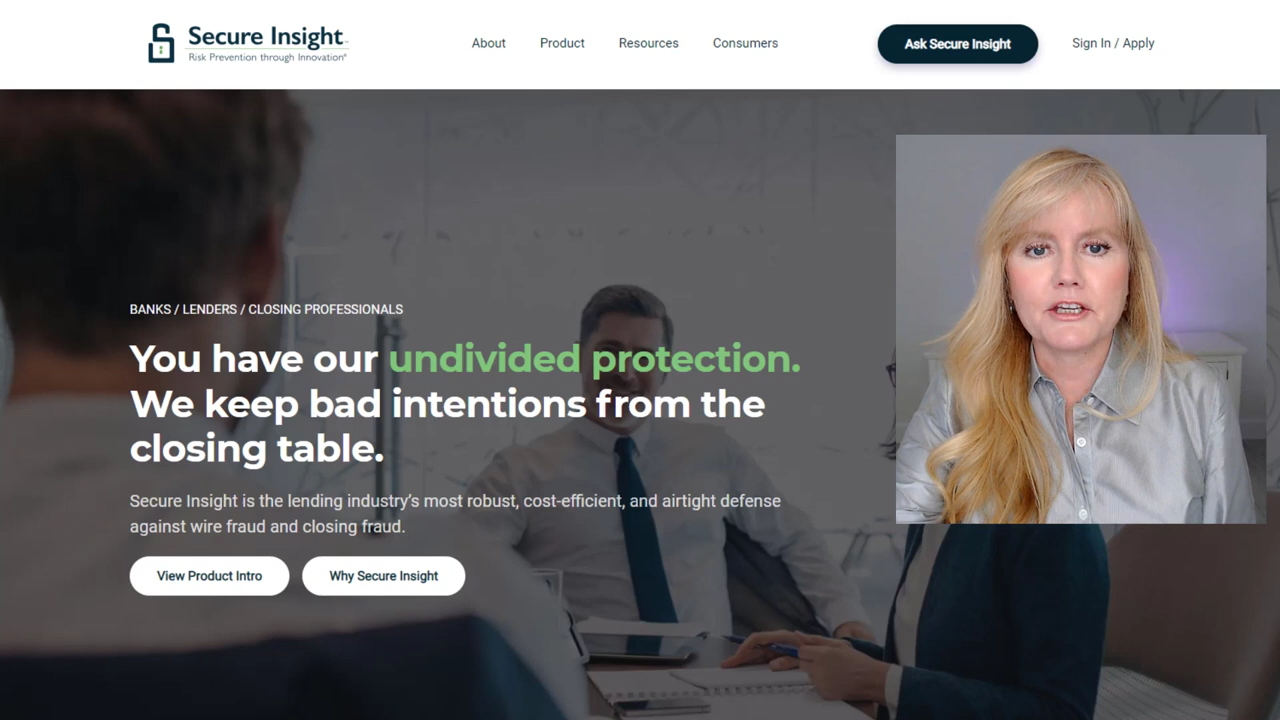 Secure Insight
Risk Prevention through Innovation®
About
Product
Resources
Consumers
Ask Secure Insight
Sign In / Apply
BANKS / LENDERS / CLOSING PROFESSIONALS
You have our undivided protection.
We keep bad intentions from the
closing table.
Secure Insight is the lending industry’s most robust, cost-efficient, and airtight defense
against wire fraud and closing fraud.
View Product Intro
Why Secure Insight